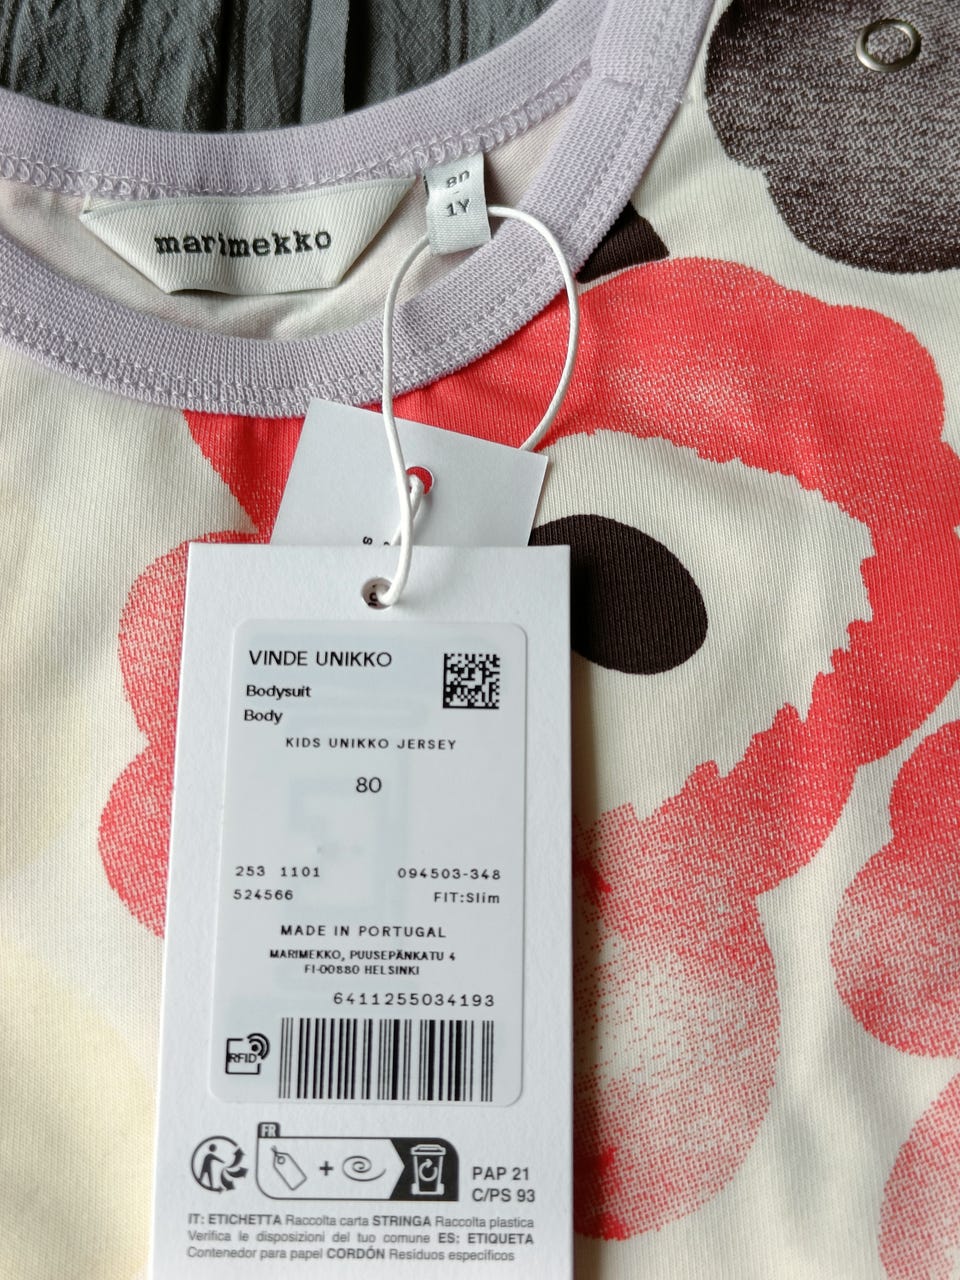 marimekko
80
-
1Y
VINDE UNIKKO
Bodysuit
Body
KIDS UNIKKO JERSEY
80
253 1101 094503-348
524566 FIT:Slim
MADE IN PORTUGAL
MARIMEKKO, PUUSEPÄNKATU 4
FI-00880 HELSINKI
6411255034193
RFID
FR
+
PAP 21
C/PS 93
IT: ETICHETTA Raccolta carta STRINGA Raccolta plastica
Verifica le disposizioni del tuo comune ES: ETIQUETA
Contenedor para papel CORDÓN Residuos específicos